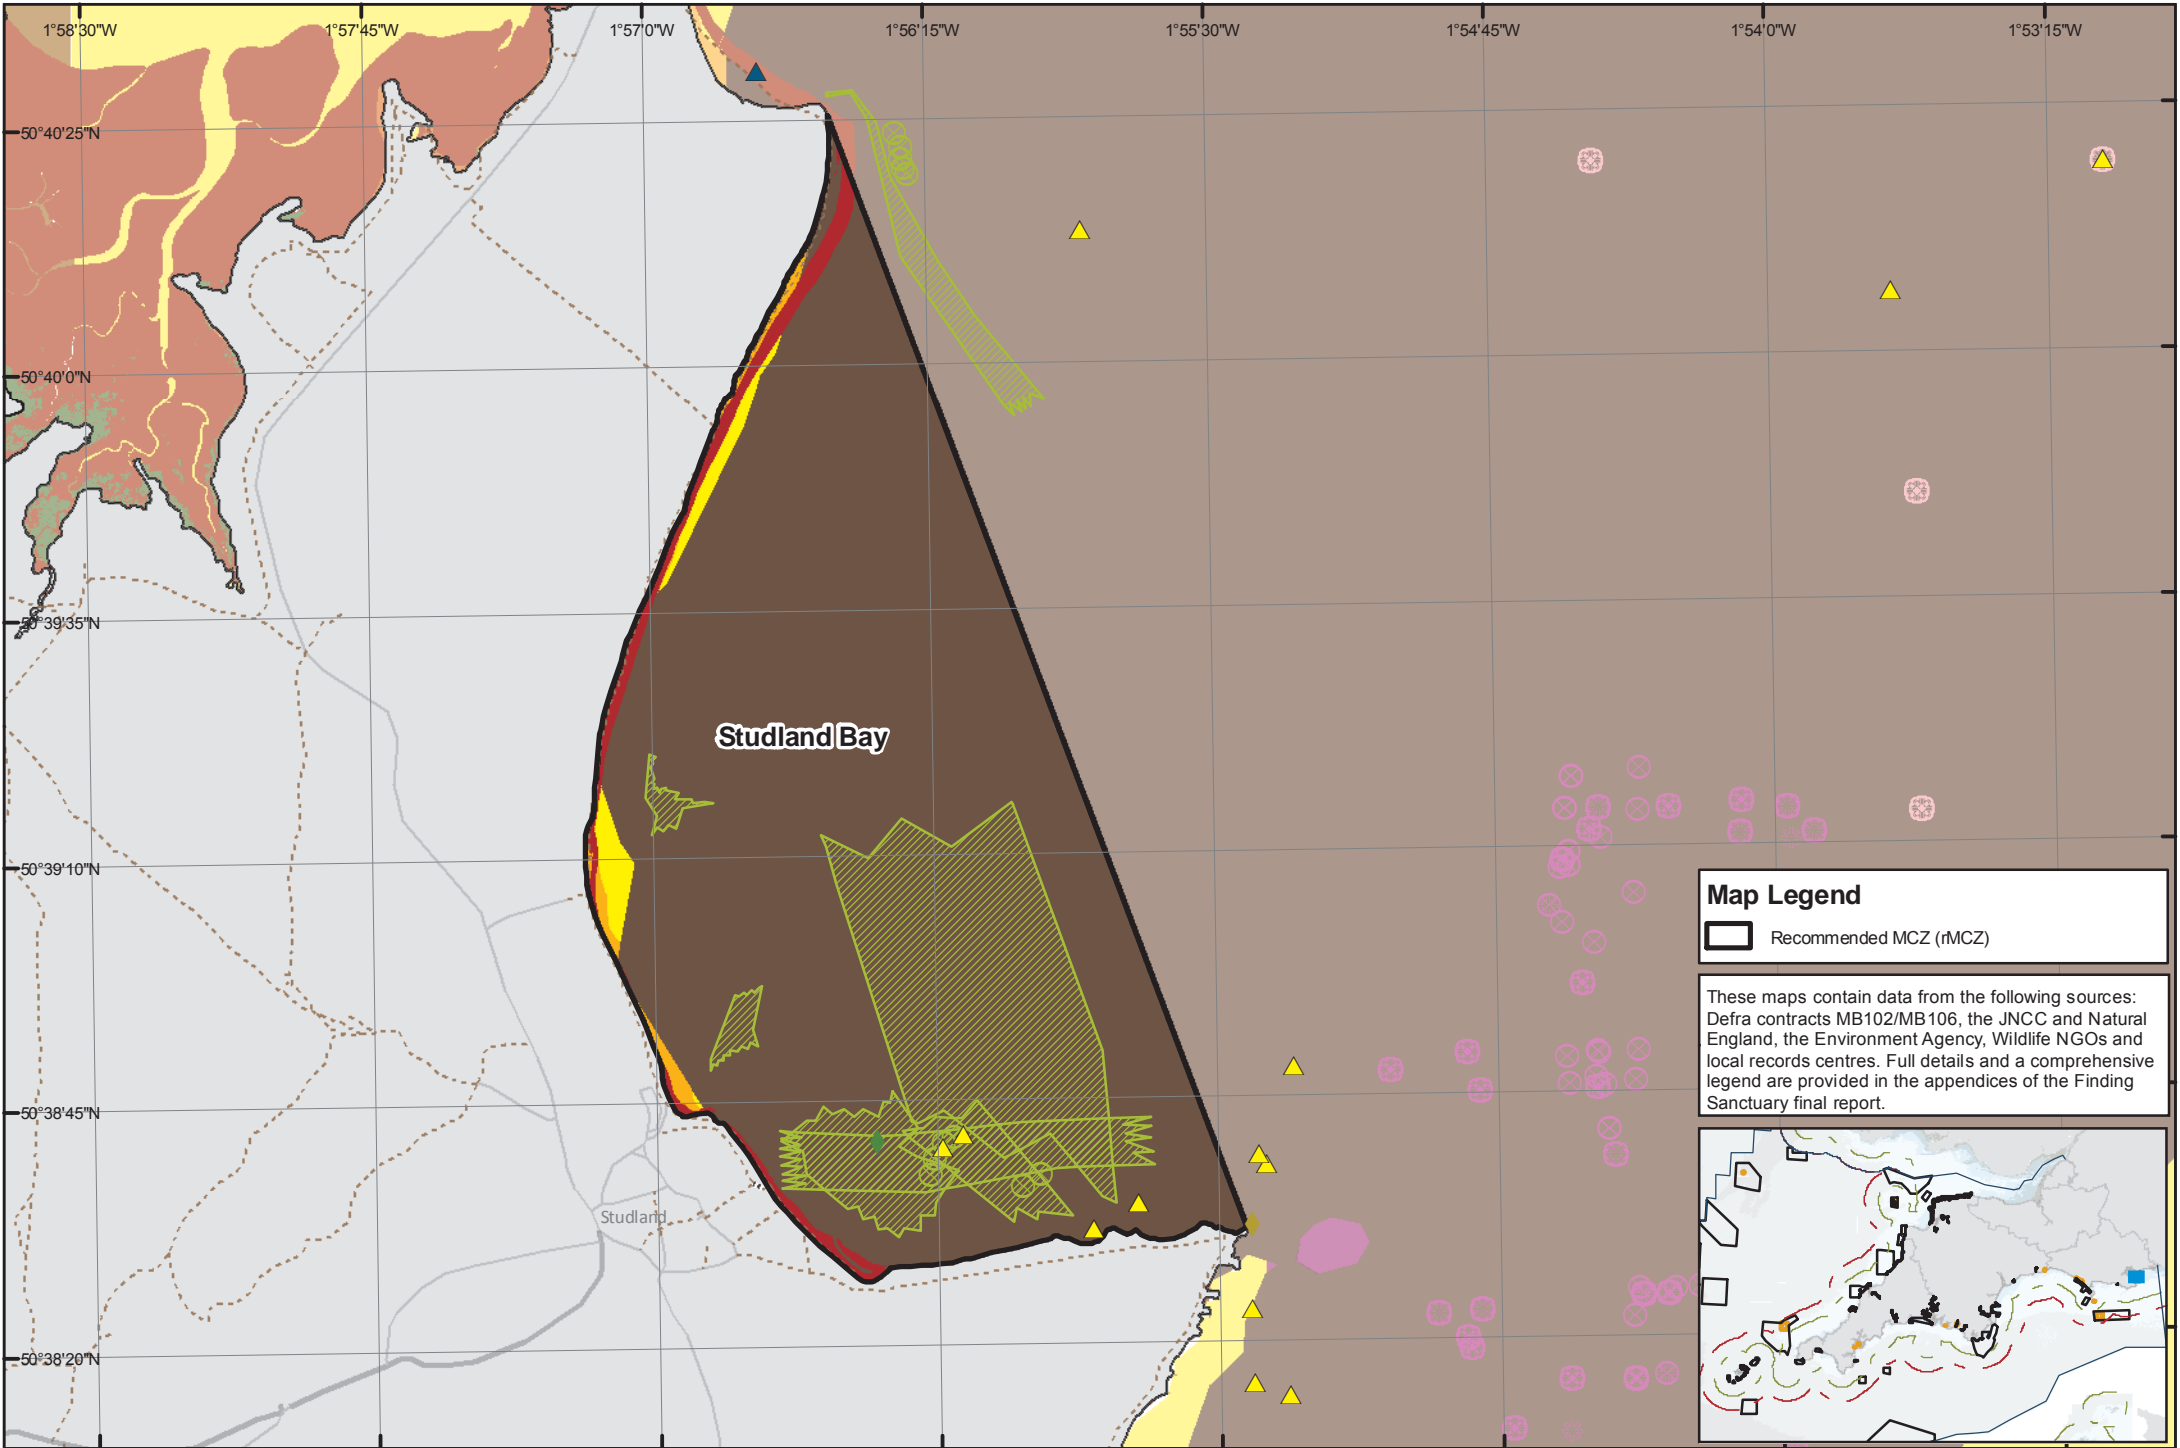 1°58'30"W
1°57'45"W
1°57'0"W
1°56'15"W
1°55'30"W
1°54'45"W
1°54'0"W
1°53'15"W
50°40'25"N
50°40'0"N
50°39'35"N
Studland Bay
50°39'10"N
50°38'45"N
Studland
50°38'20"N
Map Legend
Recommended MCZ (rMCZ)
These maps contain data from the following sources:
Defra contracts MB102/MB106, the JNCC and Natural
England, the Environment Agency, Wildlife NGOs and
local records centres. Full details and a comprehensive
legend are provided in the appendices of the Finding
Sanctuary final report.